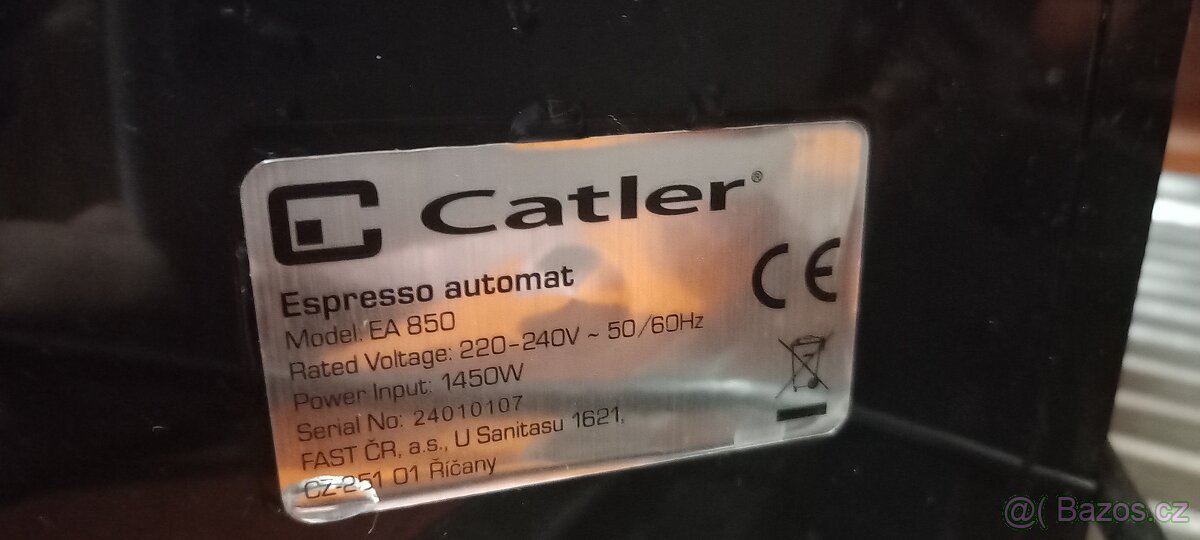 Catler®
Espresso automat
Model: EA 850
Rated Voltage: 220-240V ~ 50/60Hz
Power Input: 1450W
Serial No: 24010107
FAST ČR, a.s., U Sanitasu 1621,
CZ-251 01 Říčany
CE
@( Bazos.cz